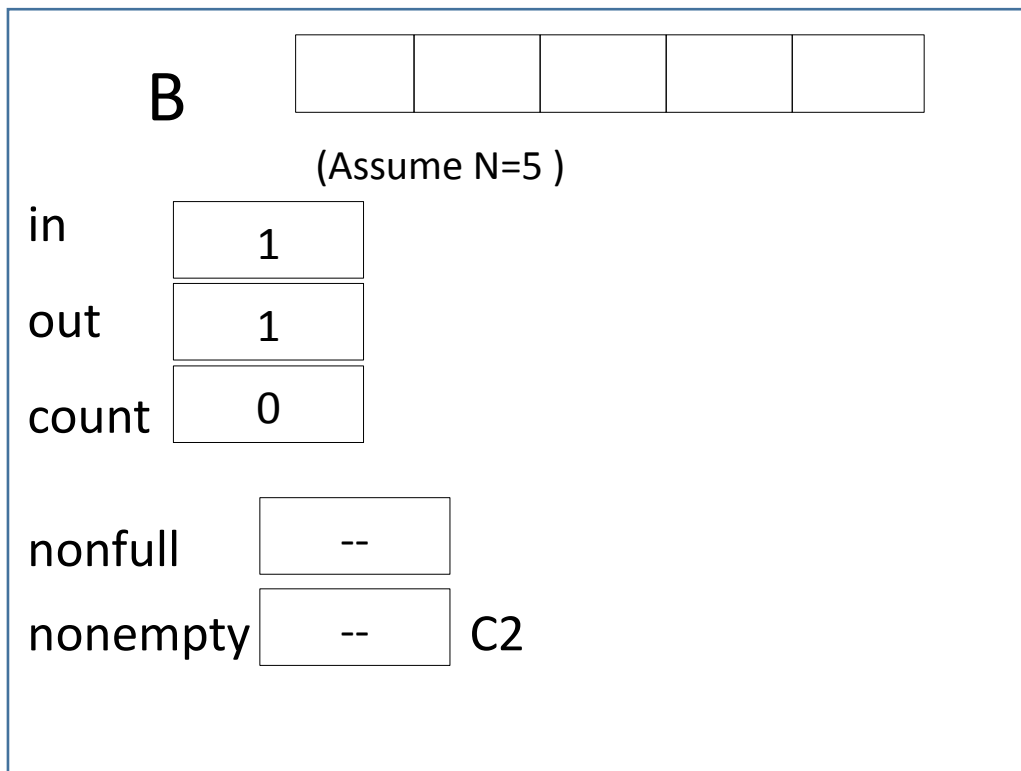 B
(Assume N=5 )
in 1
out 1
count 0
nonfull --
nonempty -- C2